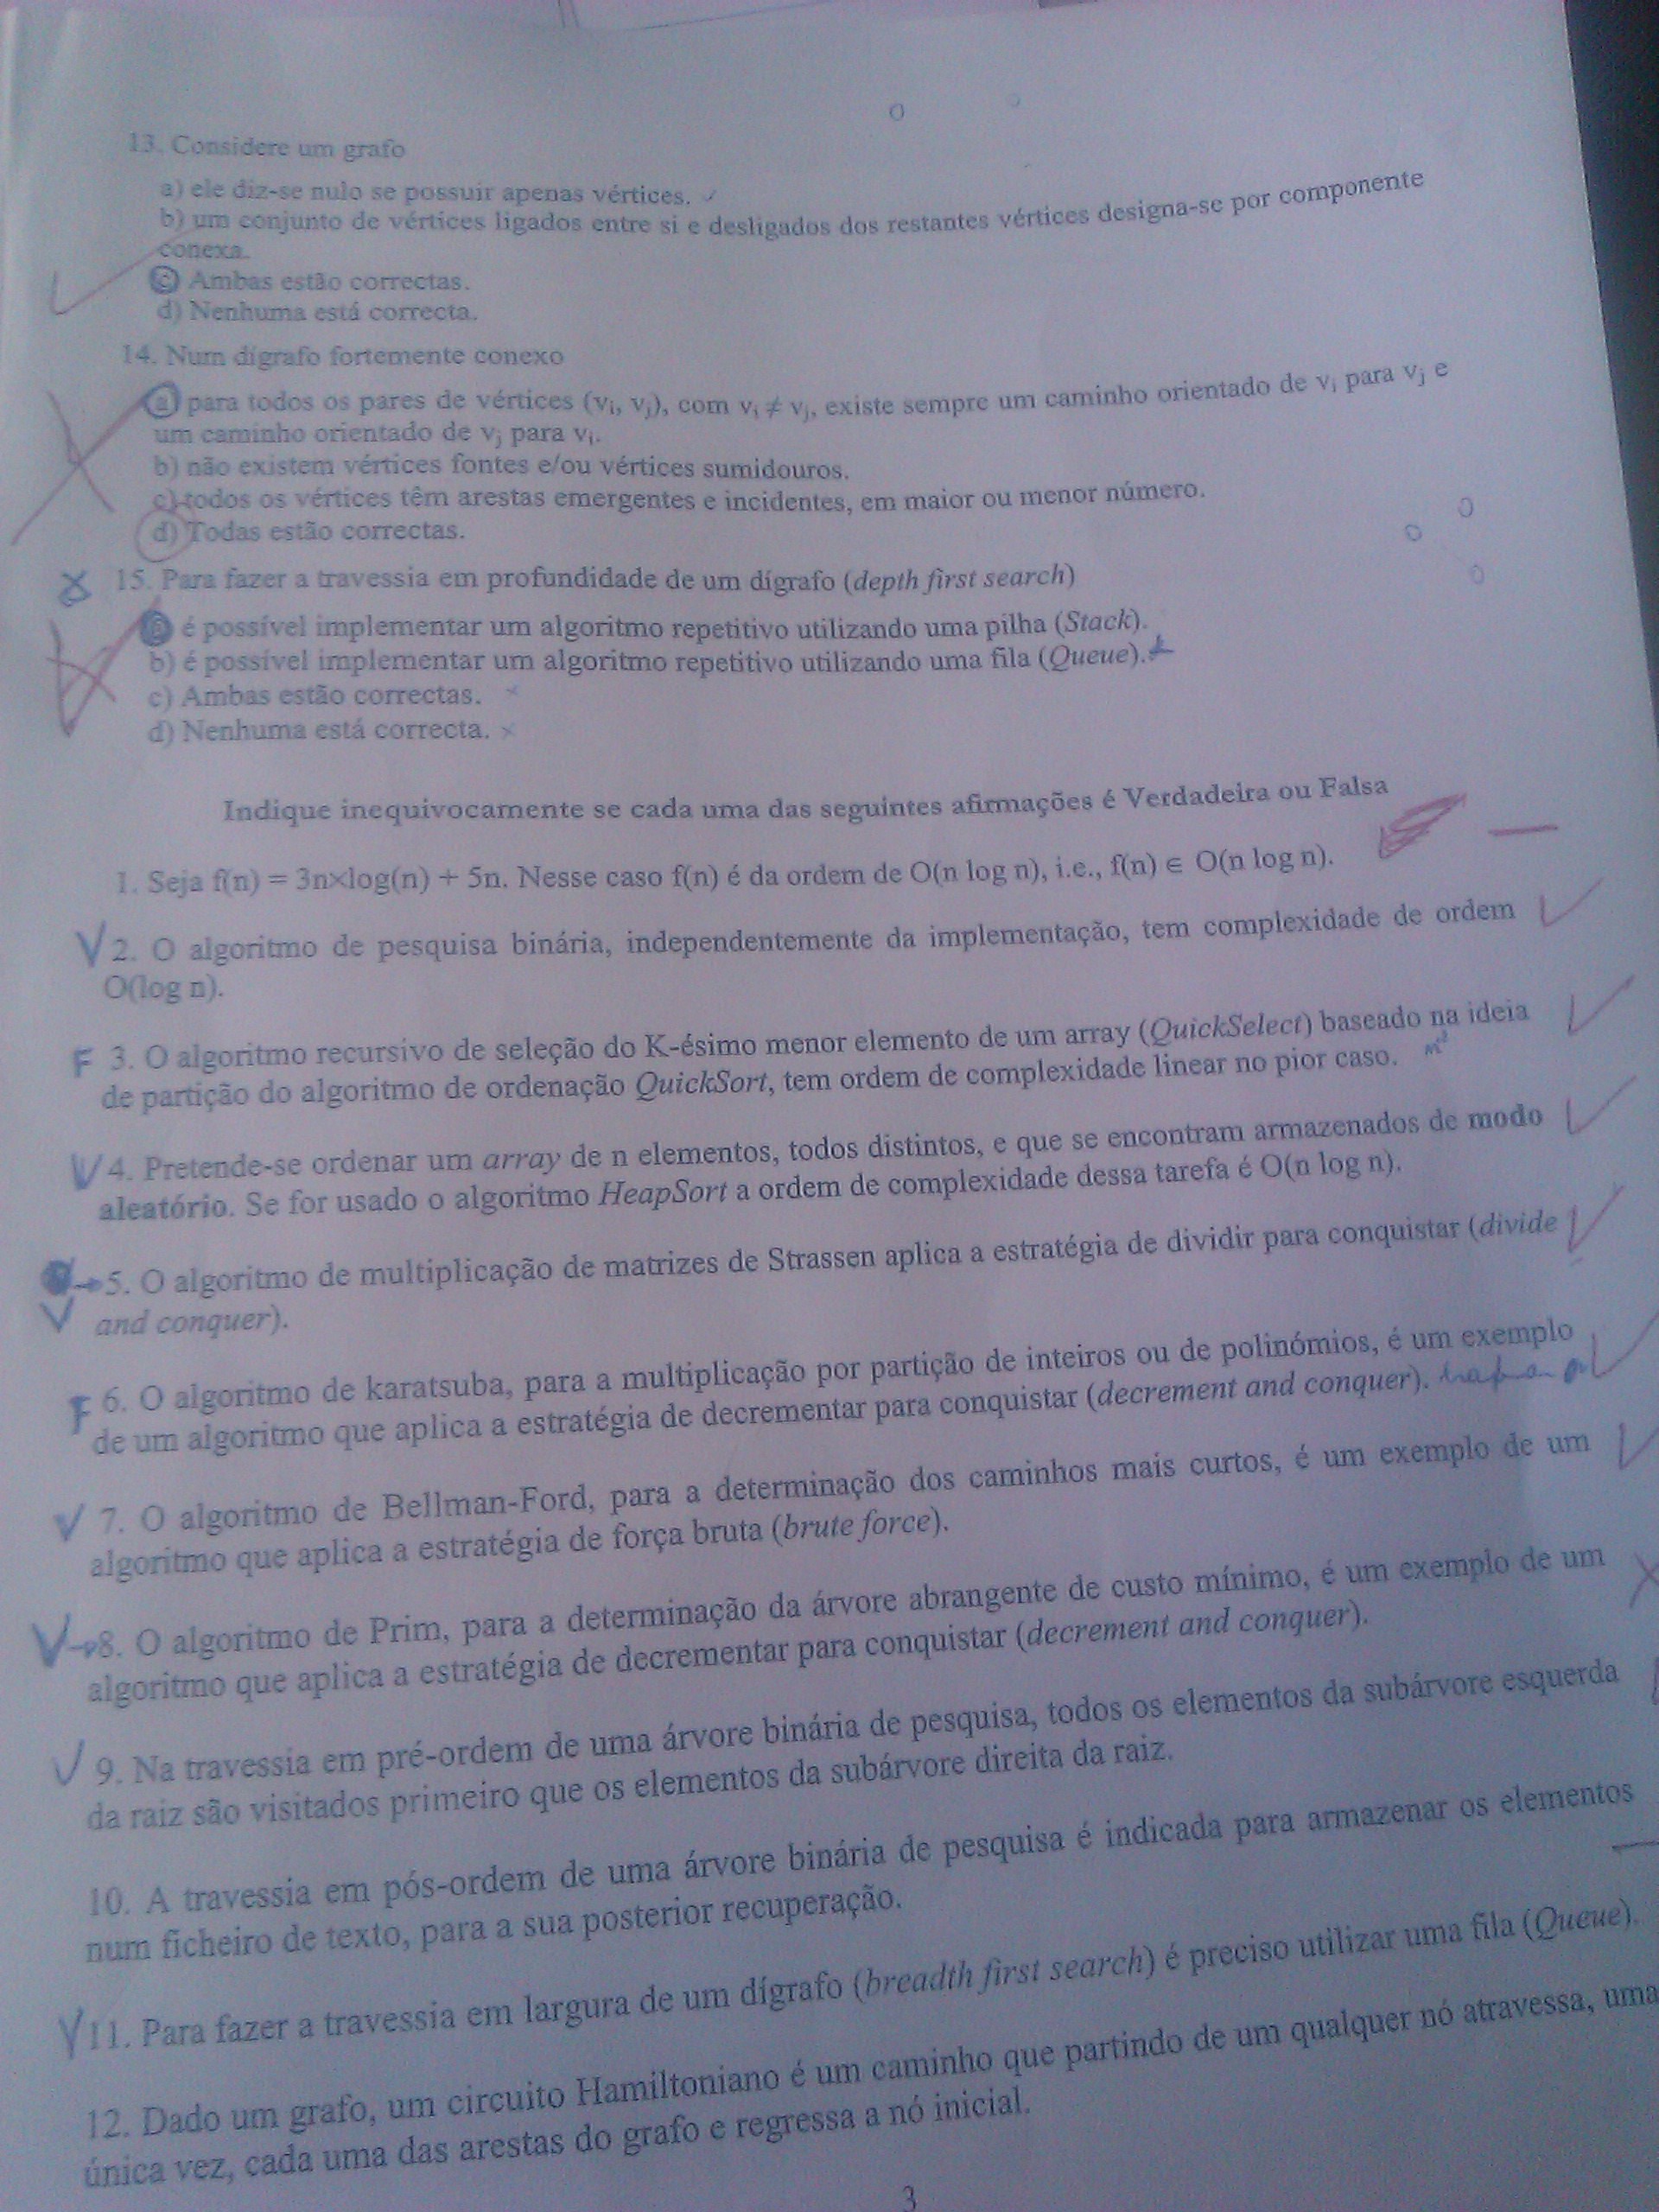 13. Considere um grafo
a) ele diz-se nulo se possuir apenas vértices. ✓
b) um conjunto de vértices ligados entre si e desligados dos restantes vértices designa-se por componente
conexa.
c) Ambas estão correctas.
d) Nenhuma está correcta.
14. Num dígrafo fortemente conexo
a) para todos os pares de vértices (vi, vj), com vi ≠ vj, existe sempre um caminho orientado de vi para vj e
um caminho orientado de vj para vi.
b) não existem vértices fontes e/ou vértices sumidouros.
c) todos os vértices têm arestas emergentes e incidentes, em maior ou menor número.
d) Todas estão correctas.
15. Para fazer a travessia em profundidade de um dígrafo (depth first search)
é possível implementar um algoritmo repetitivo utilizando uma pilha (Stack).
b) é possível implementar um algoritmo repetitivo utilizando uma fila (Queue).
c) Ambas estão correctas. ×
d) Nenhuma está correcta. ×
Indique inequivocamente se cada uma das seguintes afirmações é Verdadeira ou Falsa
1. Seja f(n) = 3n×log(n) + 5n. Nesse caso f(n) é da ordem de O(n log n), i.e., f(n) ∈ O(n log n).
V 2. O algoritmo de pesquisa binária, independentemente da implementação, tem complexidade de ordem
O(log n).
F 3. O algoritmo recursivo de seleção do K-ésimo menor elemento de um array (QuickSelect) baseado na ideia
de partição do algoritmo de ordenação QuickSort, tem ordem de complexidade linear no pior caso. n²
V 4. Pretende-se ordenar um array de n elementos, todos distintos, e que se encontram armazenados de modo
aleatório. Se for usado o algoritmo HeapSort a ordem de complexidade dessa tarefa é O(n log n).
5. O algoritmo de multiplicação de matrizes de Strassen aplica a estratégia de dividir para conquistar (divide
V and conquer).
F 6. O algoritmo de karatsuba, para a multiplicação por partição de inteiros ou de polinómios, é um exemplo
de um algoritmo que aplica a estratégia de decrementar para conquistar (decrement and conquer).
V 7. O algoritmo de Bellman-Ford, para a determinação dos caminhos mais curtos, é um exemplo de um
algoritmo que aplica a estratégia de força bruta (brute force).
V→8. O algoritmo de Prim, para a determinação da árvore abrangente de custo mínimo, é um exemplo de um
algoritmo que aplica a estratégia de decrementar para conquistar (decrement and conquer).
V 9. Na travessia em pré-ordem de uma árvore binária de pesquisa, todos os elementos da subárvore esquerda
da raiz são visitados primeiro que os elementos da subárvore direita da raiz.
10. A travessia em pós-ordem de uma árvore binária de pesquisa é indicada para armazenar os elementos
num ficheiro de texto, para a sua posterior recuperação.
V 11. Para fazer a travessia em largura de um dígrafo (breadth first search) é preciso utilizar uma fila (Queue).
12. Dado um grafo, um circuito Hamiltoniano é um caminho que partindo de um qualquer nó atravessa, uma
única vez, cada uma das arestas do grafo e regressa a nó inicial.
3